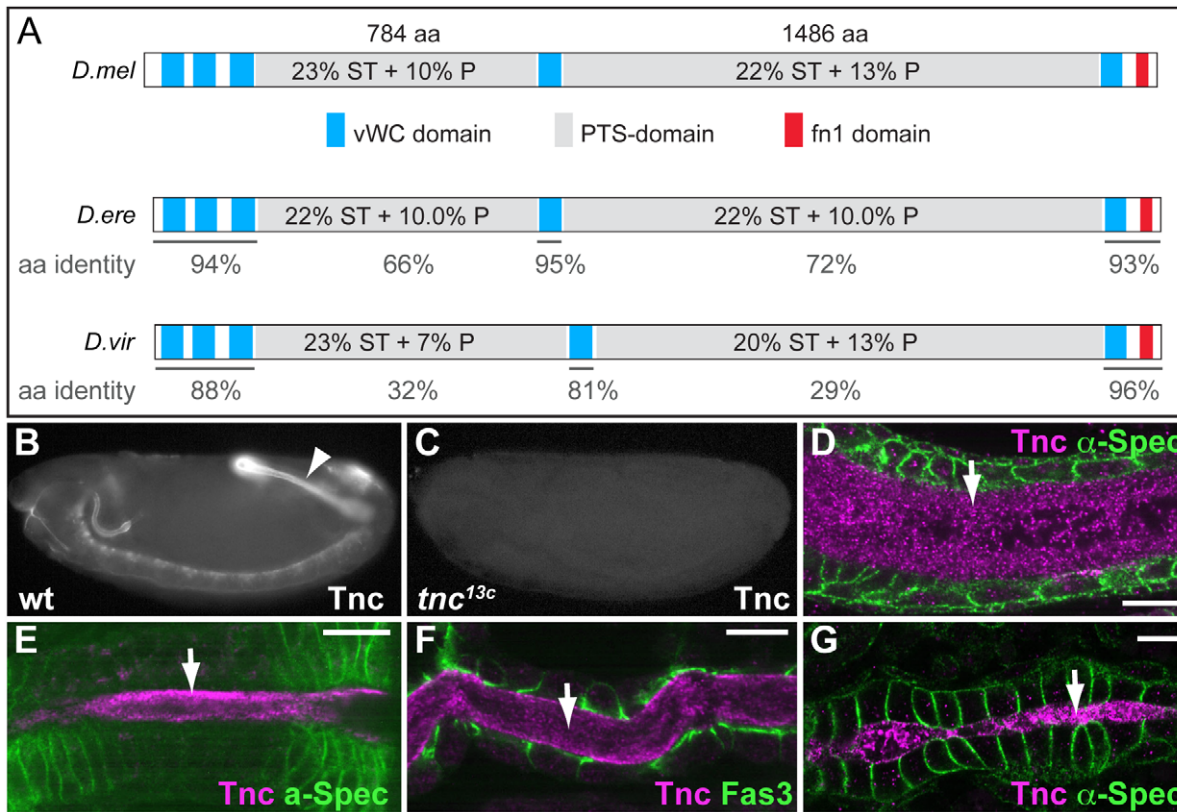 A
784 aa 1486 aa
D.mel 23% ST + 10% P 22% ST + 13% P
vWC domain PTS-domain fn1 domain
D.ere 22% ST + 10.0% P 22% ST + 10.0% P
aa identity 94% 66% 95% 72% 93%
D.vir 23% ST + 7% P 20% ST + 13% P
aa identity 88% 32% 81% 29% 96%
B wt Tnc
C tnc13c Tnc
D Tnc α-Spec
E Tnc a-Spec
F Tnc Fas3
G Tnc α-Spec